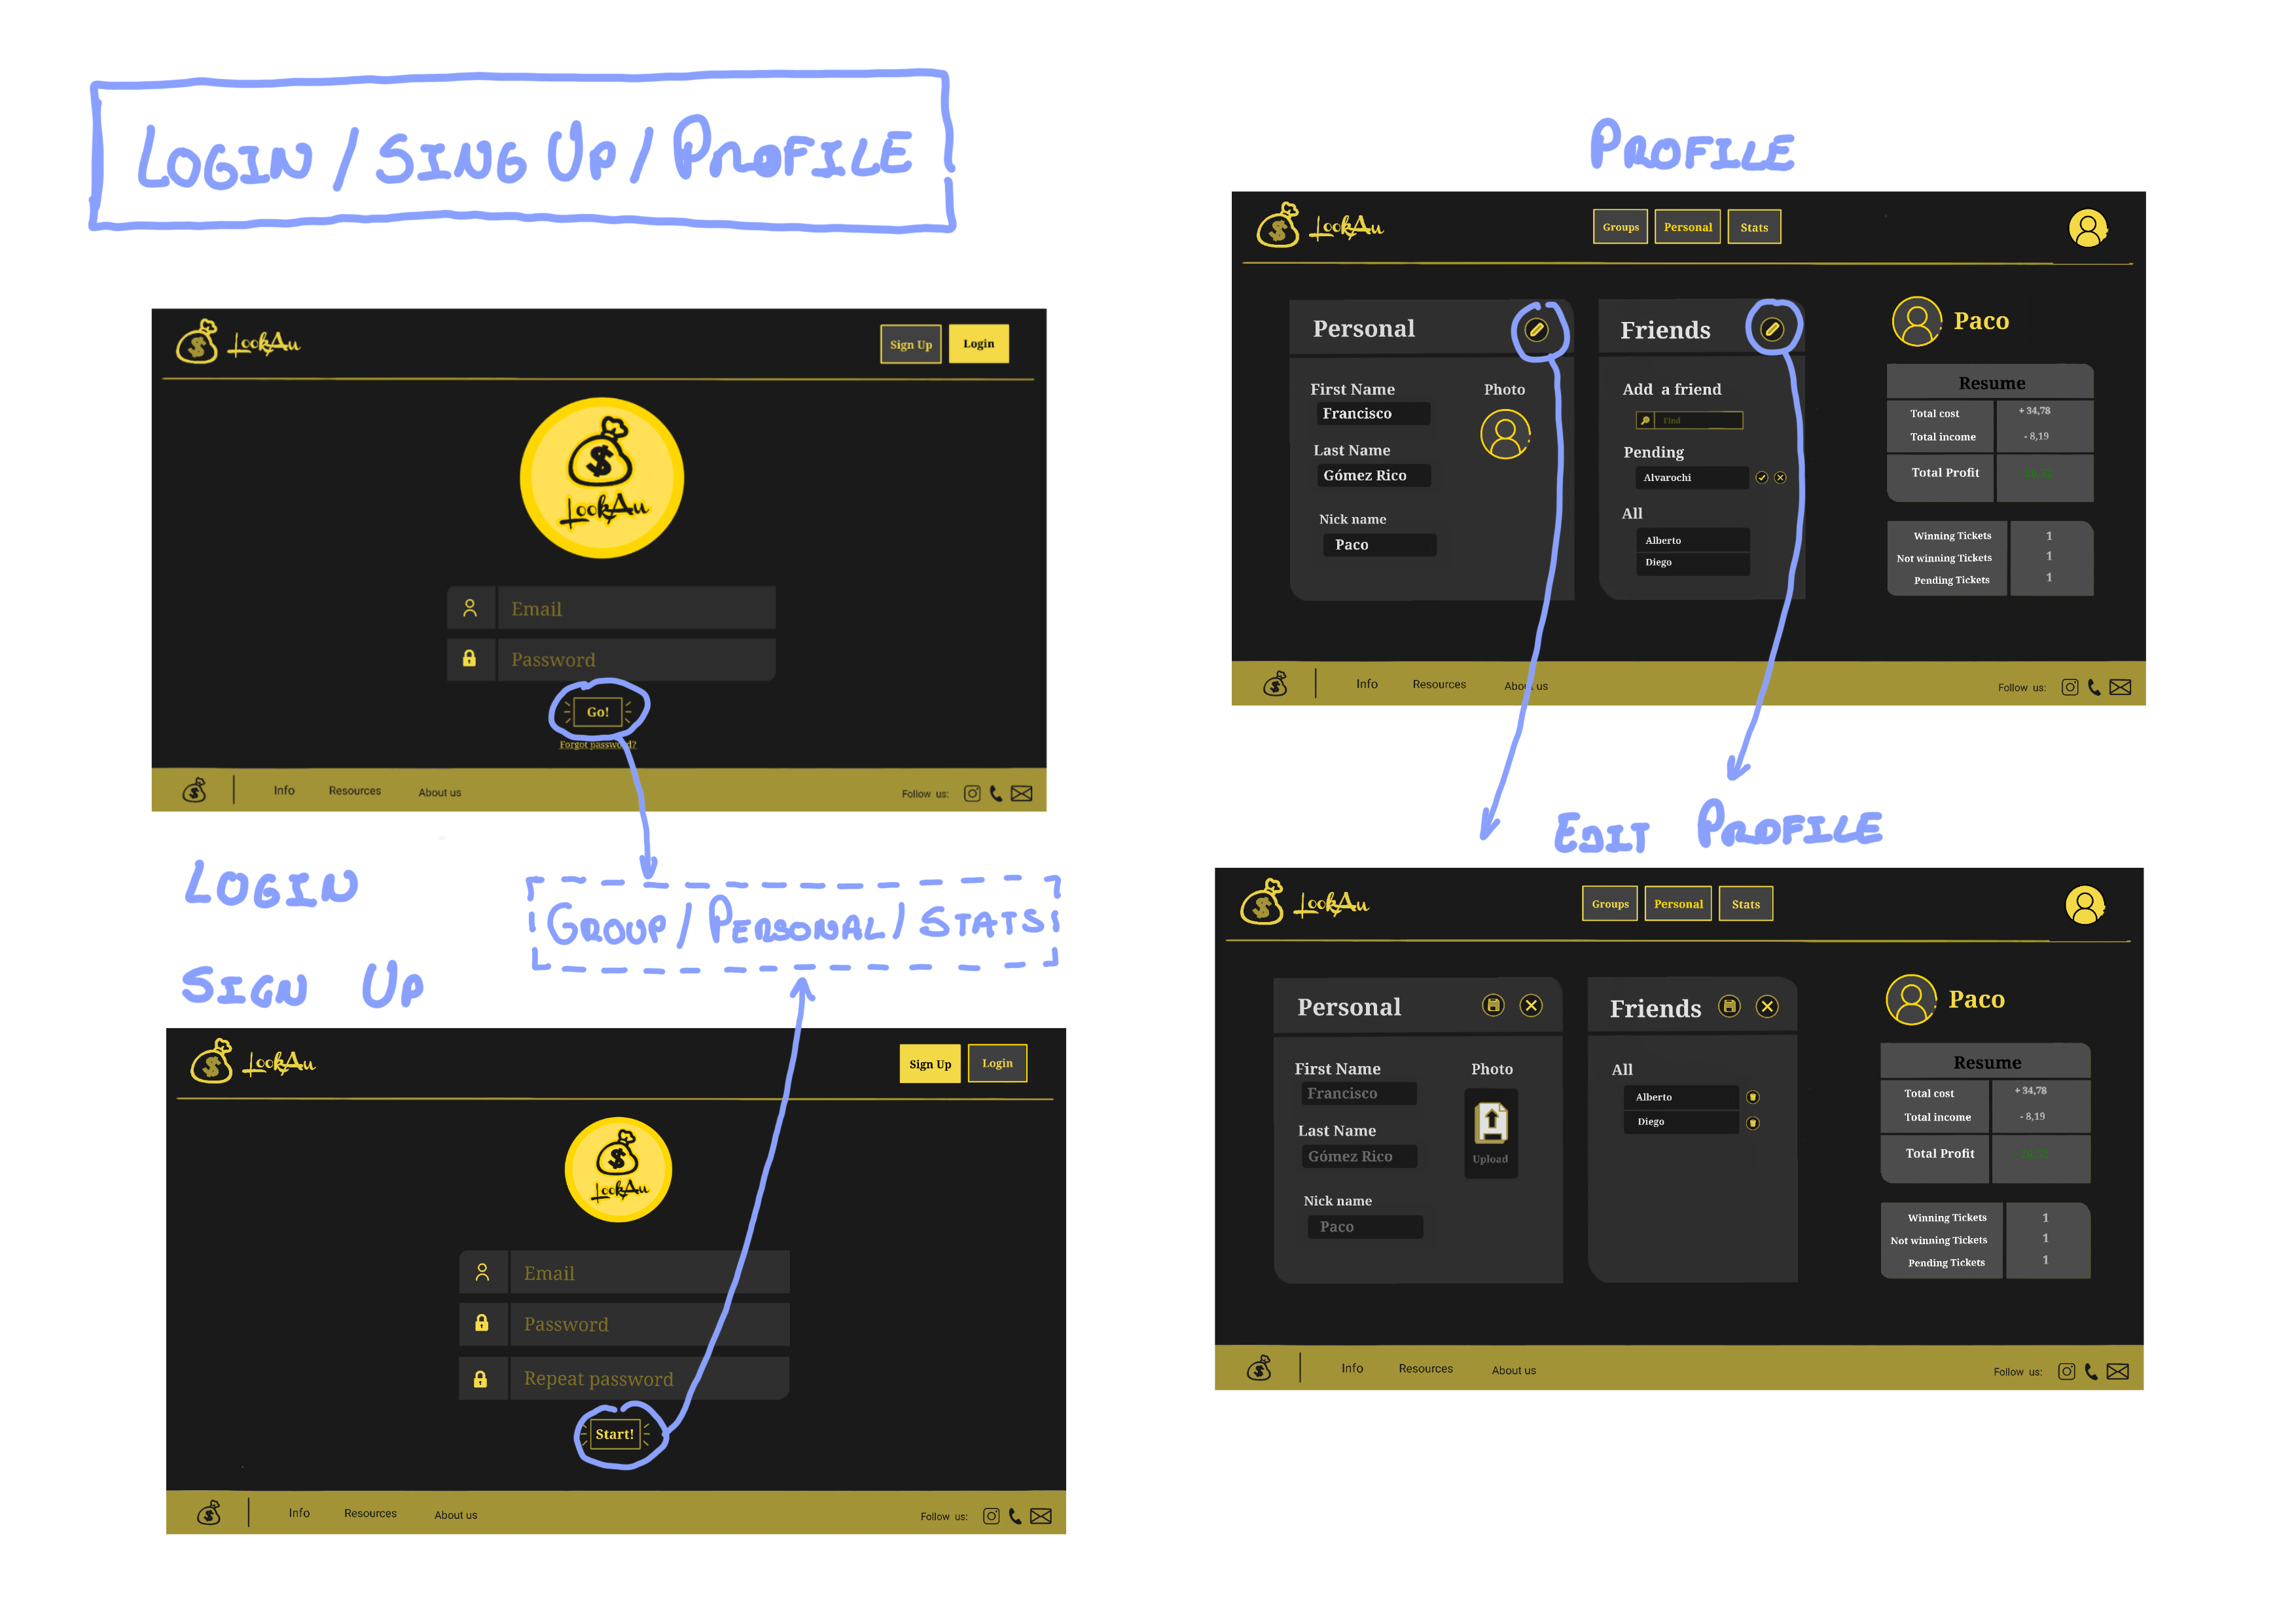 LOGIN / SING UP / PROFILE
LookAu
Sign Up
Login
$
LookAu
Email
Password
Go!
Forgot password?
Info
Resources
About us
Follow us:
LOGIN
GROUP / PERSONAL / STATS
SIGN UP
LookAu
Sign Up
Login
$
LookAu
Email
Password
Repeat password
Start!
Info
Resources
About us
Follow us:
PROFILE
LookAu
Groups
Personal
Stats
Personal
First Name
Francisco
Photo
Last Name
Gómez Rico
Nick name
Paco
Friends
Add a friend
Find
Pending
Alvarochi
All
Alberto
Diego
Paco
Resume
Total cost + 34,78
Total income - 8,19
Total Profit
Winning Tickets 1
Not winning Tickets 1
Pending Tickets 1
Info
Resources
About us
Follow us:
EDIT PROFILE
LookAu
Groups
Personal
Stats
Personal
First Name
Francisco
Photo
Upload
Last Name
Gómez Rico
Nick name
Paco
Friends
All
Alberto
Diego
Paco
Resume
Total cost + 34,78
Total income - 8,19
Total Profit
Winning Tickets 1
Not winning Tickets 1
Pending Tickets 1
Info
Resources
About us
Follow us: